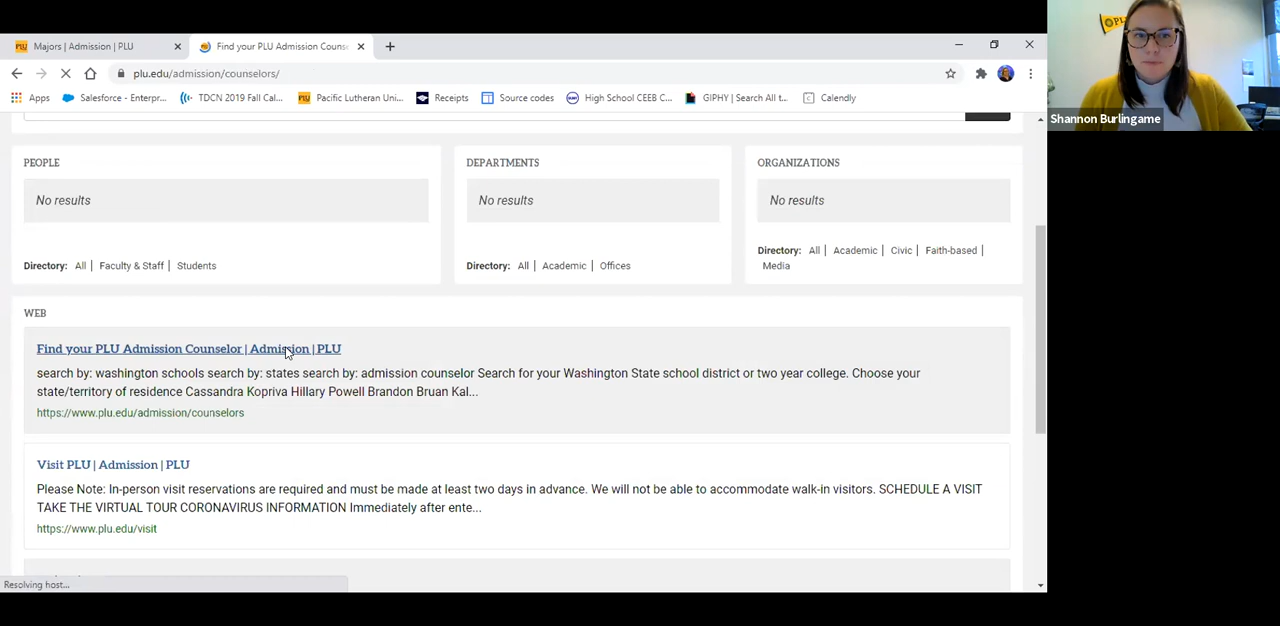 PLU Majors | Admission | PLU
Find your PLU Admission Couns
plu.edu/admission/counselors/
Apps
Salesforce - Enterpr...
TDCN 2019 Fall Cal...
PLU Pacific Lutheran Uni...
Receipts
Source codes
High School CEEB C...
GIPHY | Search All t...
C Calendly
PEOPLE
No results
Directory: All | Faculty & Staff | Students
DEPARTMENTS
No results
Directory: All | Academic | Offices
ORGANIZATIONS
No results
Directory: All | Academic | Civic | Faith-based |
Media
WEB
Find your PLU Admission Counselor | Admission | PLU
search by: washington schools search by: states search by: admission counselor Search for your Washington State school district or two year college. Choose your
state/territory of residence Cassandra Kopriva Hillary Powell Brandon Bruan Kal...
https://www.plu.edu/admission/counselors
Visit PLU | Admission | PLU
Please Note: In-person visit reservations are required and must be made at least two days in advance. We will not be able to accommodate walk-in visitors. SCHEDULE A VISIT
TAKE THE VIRTUAL TOUR CORONAVIRUS INFORMATION Immediately after ente...
https://www.plu.edu/visit
Resolving host...
Shannon Burlingame